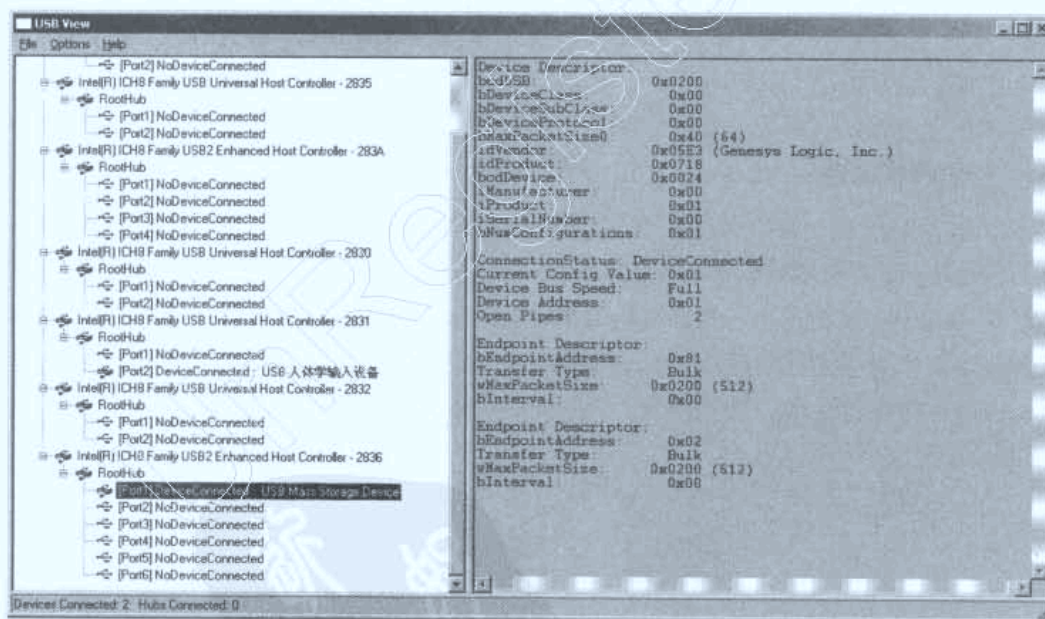 USB View
File Options Help
[Port2] NoDeviceConnected
Intel(R) ICH8 Family USB Universal Host Controller - 2835
RootHub
[Port1] NoDeviceConnected
[Port2] NoDeviceConnected
Intel(R) ICH8 Family USB2 Enhanced Host Controller - 283A
RootHub
[Port1] NoDeviceConnected
[Port2] NoDeviceConnected
[Port3] NoDeviceConnected
[Port4] NoDeviceConnected
Intel(R) ICH8 Family USB Universal Host Controller - 2830
RootHub
[Port1] NoDeviceConnected
[Port2] NoDeviceConnected
Intel(R) ICH8 Family USB Universal Host Controller - 2831
RootHub
[Port1] NoDeviceConnected
[Port2] DeviceConnected : USB 人体学输入设备
Intel(R) ICH8 Family USB Universal Host Controller - 2832
RootHub
[Port1] NoDeviceConnected
[Port2] NoDeviceConnected
Intel(R) ICH8 Family USB2 Enhanced Host Controller - 2836
RootHub
[Port1] DeviceConnected : USB Mass Storage Device
[Port2] NoDeviceConnected
[Port3] NoDeviceConnected
[Port4] NoDeviceConnected
[Port5] NoDeviceConnected
[Port6] NoDeviceConnected
Device Descriptor:
bcdUSB: 0x0200
bDeviceClass: 0x00
bDeviceSubClass: 0x00
bDeviceProtocol: 0x00
bMaxPacketSize0: 0x40 (64)
idVendor: 0x05E3 (Genesys Logic, Inc.)
idProduct: 0x0718
bcdDevice: 0x0024
iManufacturer: 0x00
iProduct: 0x01
iSerialNumber: 0x00
bNumConfigurations: 0x01
ConnectionStatus: DeviceConnected
Current Config Value: 0x01
Device Bus Speed: Full
Device Address: 0x01
Open Pipes: 2
Endpoint Descriptor:
bEndpointAddress: 0x81
Transfer Type: Bulk
wMaxPacketSize: 0x0200 (512)
bInterval: 0x00
Endpoint Descriptor:
bEndpointAddress: 0x02
Transfer Type: Bulk
wMaxPacketSize: 0x0200 (512)
bInterval: 0x00
Devices Connected: 2 Hubs Connected: 0